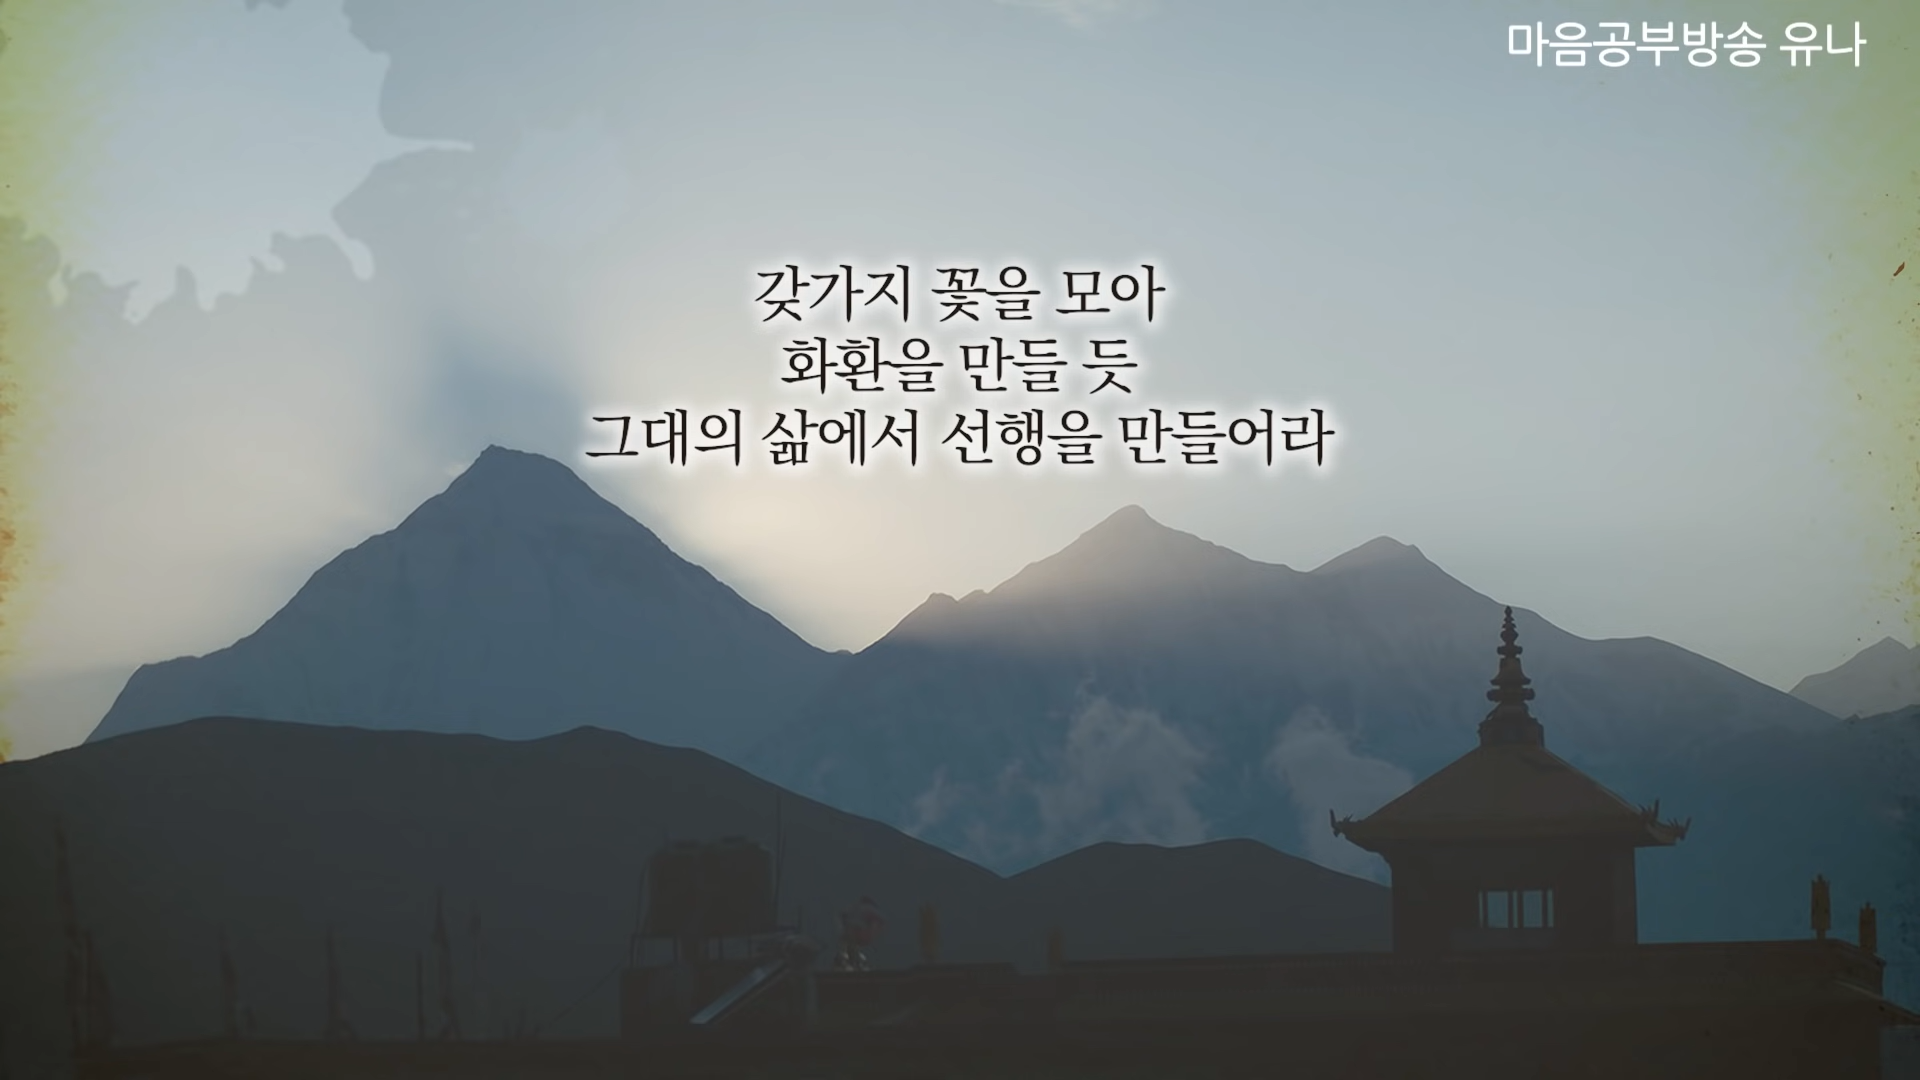 마음공부방송 유나
갖가지 꽃을 모아
화환을 만들 듯
그대의 삶에서 선행을 만들어라